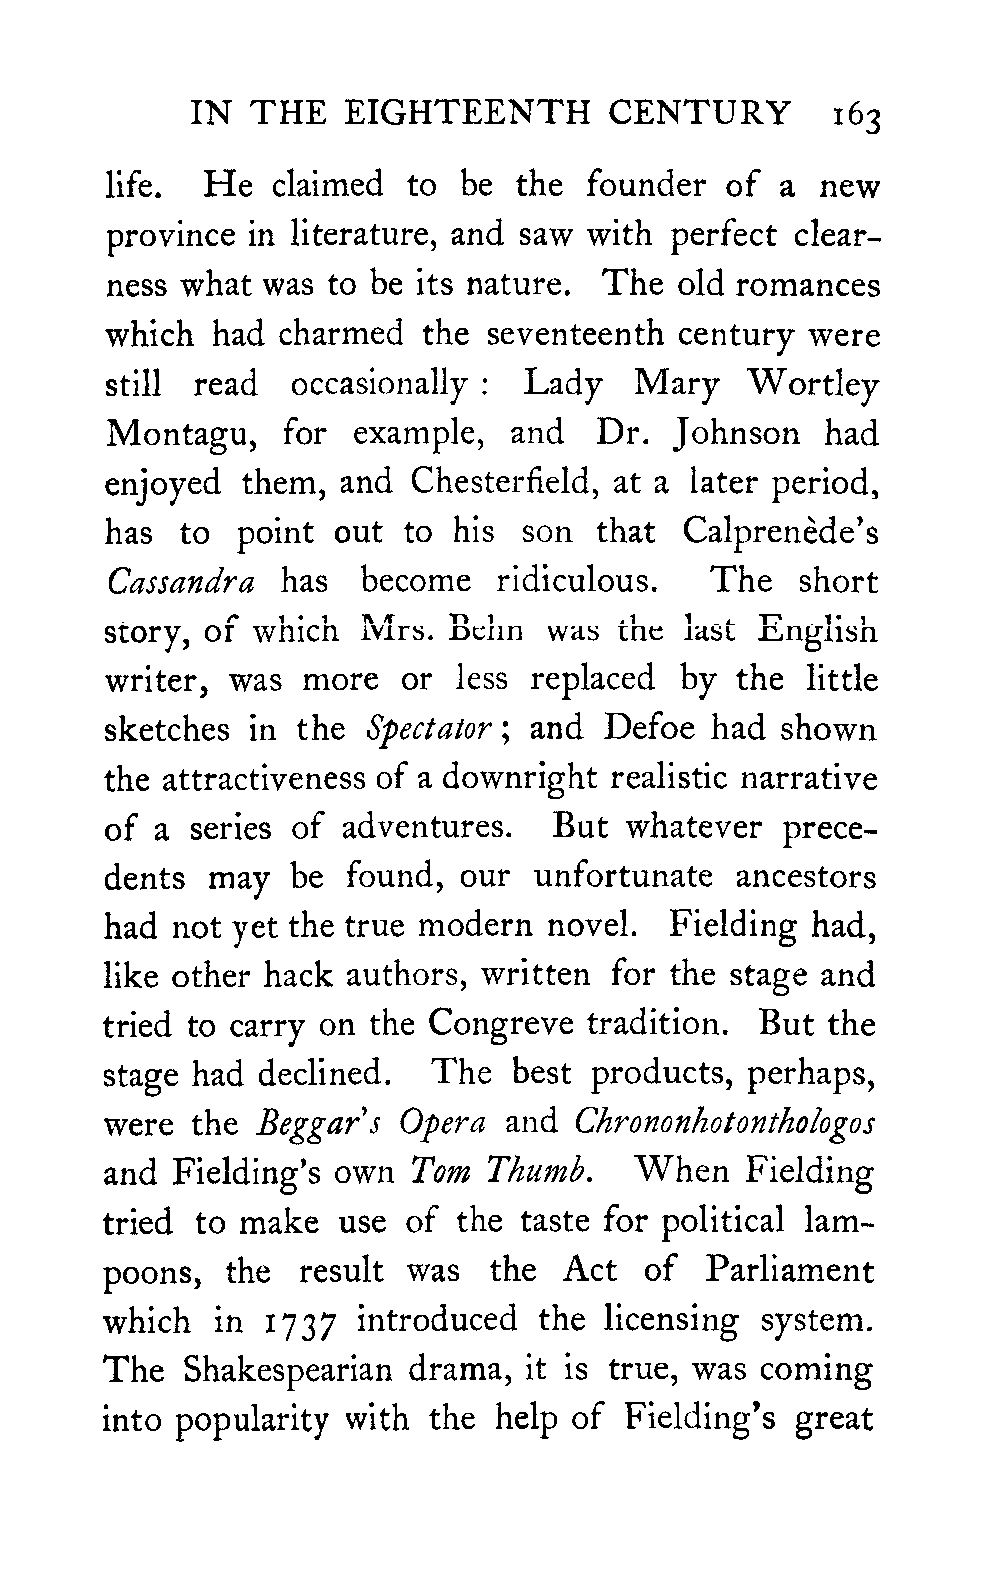 IN THE EIGHTEENTH CENTURY 163
life. He claimed to be the founder of a new
province in literature, and saw with perfect clear-
ness what was to be its nature. The old romances
which had charmed the seventeenth century were
still read occasionally : Lady Mary Wortley
Montagu, for example, and Dr. Johnson had
enjoyed them, and Chesterfield, at a later period,
has to point out to his son that Calprenède's
Cassandra has become ridiculous. The short
story, of which Mrs. Behn was the last English
writer, was more or less replaced by the little
sketches in the Spectator ; and Defoe had shown
the attractiveness of a downright realistic narrative
of a series of adventures. But whatever prece-
dents may be found, our unfortunate ancestors
had not yet the true modern novel. Fielding had,
like other hack authors, written for the stage and
tried to carry on the Congreve tradition. But the
stage had declined. The best products, perhaps,
were the Beggar's Opera and Chrononhotonthologos
and Fielding's own Tom Thumb. When Fielding
tried to make use of the taste for political lam-
poons, the result was the Act of Parliament
which in 1737 introduced the licensing system.
The Shakespearian drama, it is true, was coming
into popularity with the help of Fielding's great